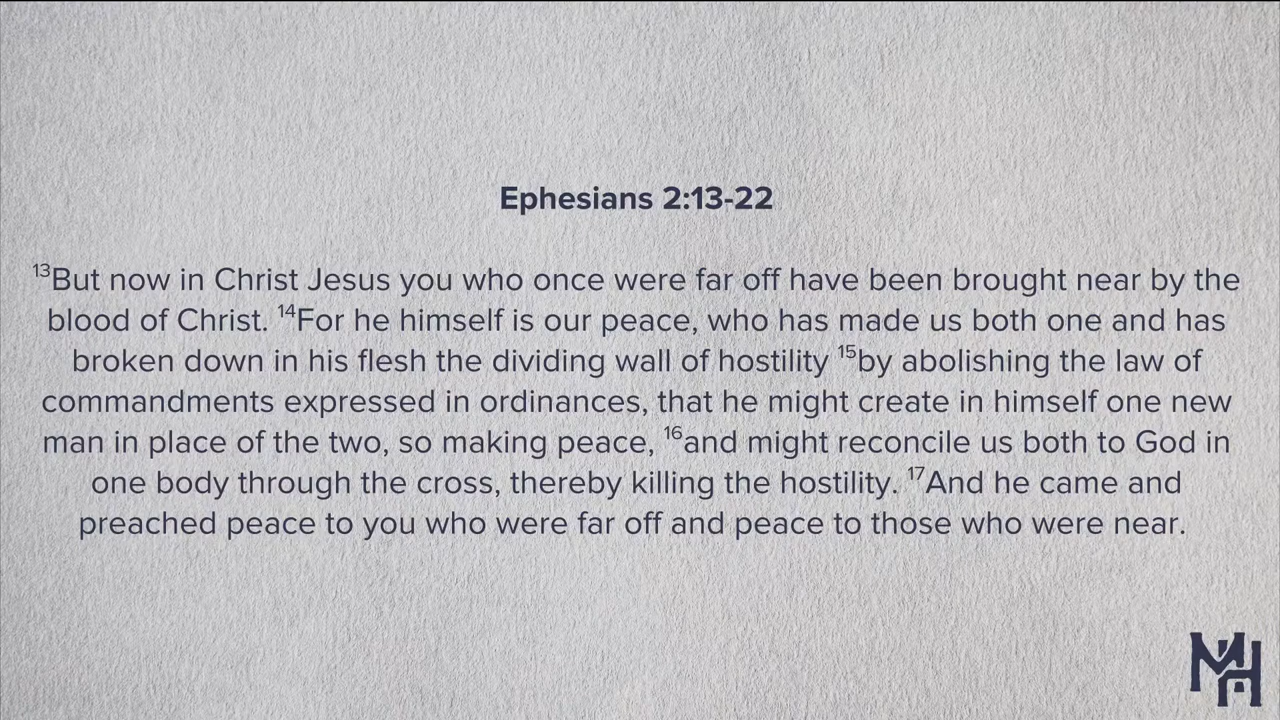 Ephesians 2:13-22
¹³But now in Christ Jesus you who once were far off have been brought near by the
blood of Christ. ¹⁴For he himself is our peace, who has made us both one and has
broken down in his flesh the dividing wall of hostility ¹⁵by abolishing the law of
commandments expressed in ordinances, that he might create in himself one new
man in place of the two, so making peace, ¹⁶and might reconcile us both to God in
one body through the cross, thereby killing the hostility. ¹⁷And he came and
preached peace to you who were far off and peace to those who were near.
MH